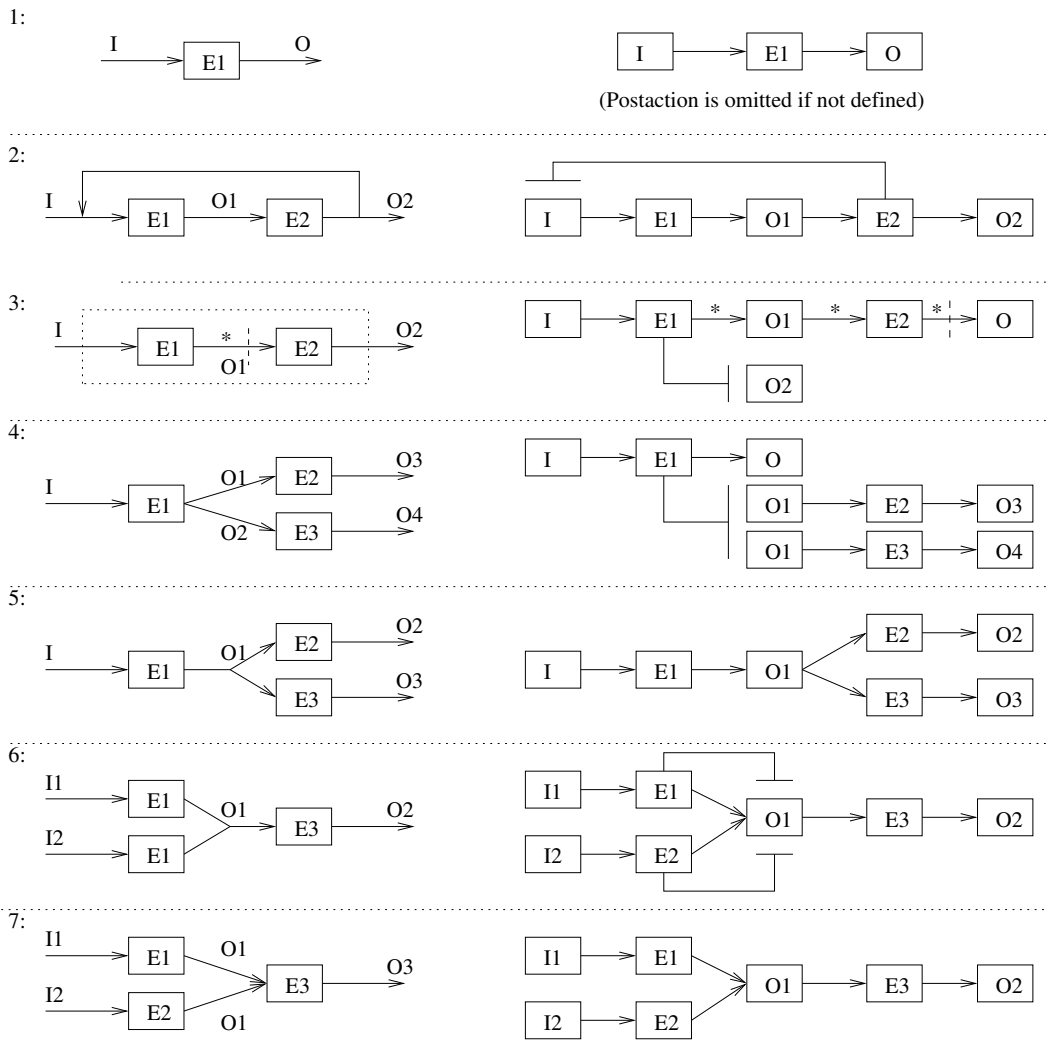 1:
I O
E1
I E1 O
(Postaction is omitted if not defined)
2:
I O1 O2
E1 E2
I E1 O1 E2 O2
3:
I * O2
E1 E2
O1
* * *
I E1 O1 E2 O
O2
4:
I O1 O3
E1 E2
O2 O4
E3
I E1 O
O1 E2 O3
O1 E3 O4
5:
I O1 O2
E1 E2
O3
E3
I E1 O1 E2 O2
E3 O3
6:
I1 O1 O2
E1 E3
I2
E1
I1 E1
O1 E3 O2
I2 E2
7:
I1 O1 O3
E1 E3
I2
E2
O1
I1 E1
O1 E3 O2
I2 E2